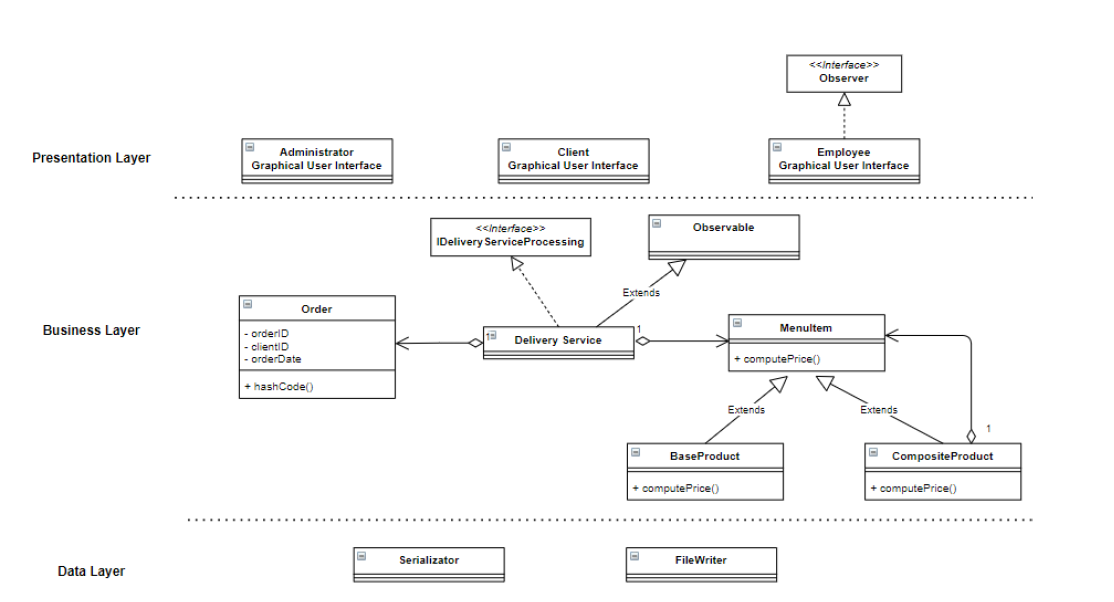 <<Interface>>
Observer
Presentation Layer
Administrator
Graphical User Interface
Client
Graphical User Interface
Employee
Graphical User Interface
<<Interface>>
IDeliveryServiceProcessing
Observable
Extends
Business Layer
Order
- orderID
- clientID
- orderDate
+ hashCode()
1
Delivery Service
1
MenuItem
+ computePrice()
Extends
Extends
1
BaseProduct
+ computePrice()
CompositeProduct
+ computePrice()
Data Layer
Serializator
FileWriter